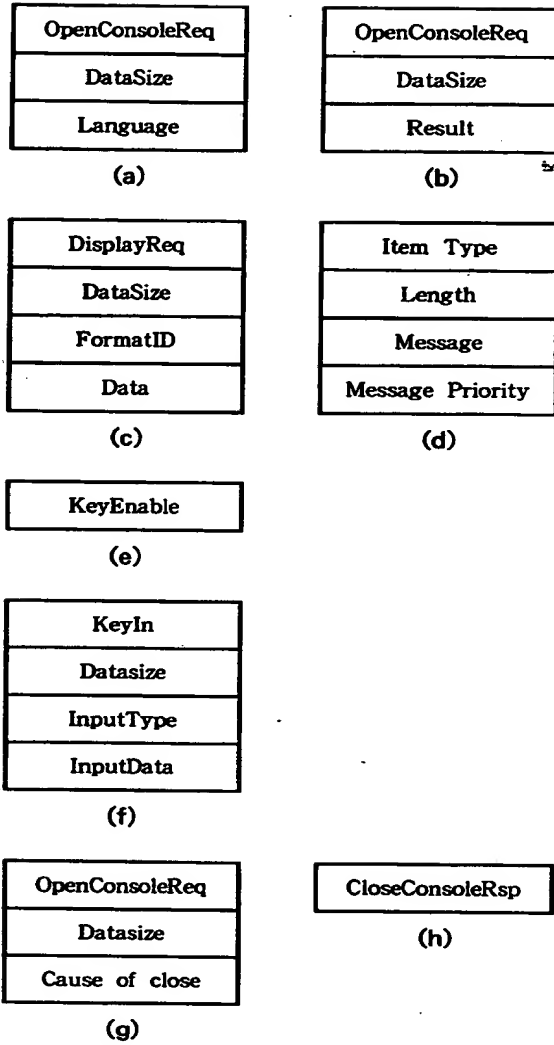 OpenConsoleReq
DataSize
Language
(a)
OpenConsoleReq
DataSize
Result
(b)
DisplayReq
DataSize
FormatID
Data
(c)
Item Type
Length
Message
Message Priority
(d)
KeyEnable
(e)
KeyIn
Datasize
InputType
InputData
(f)
OpenConsoleReq
Datasize
Cause of close
(g)
CloseConsoleRsp
(h)